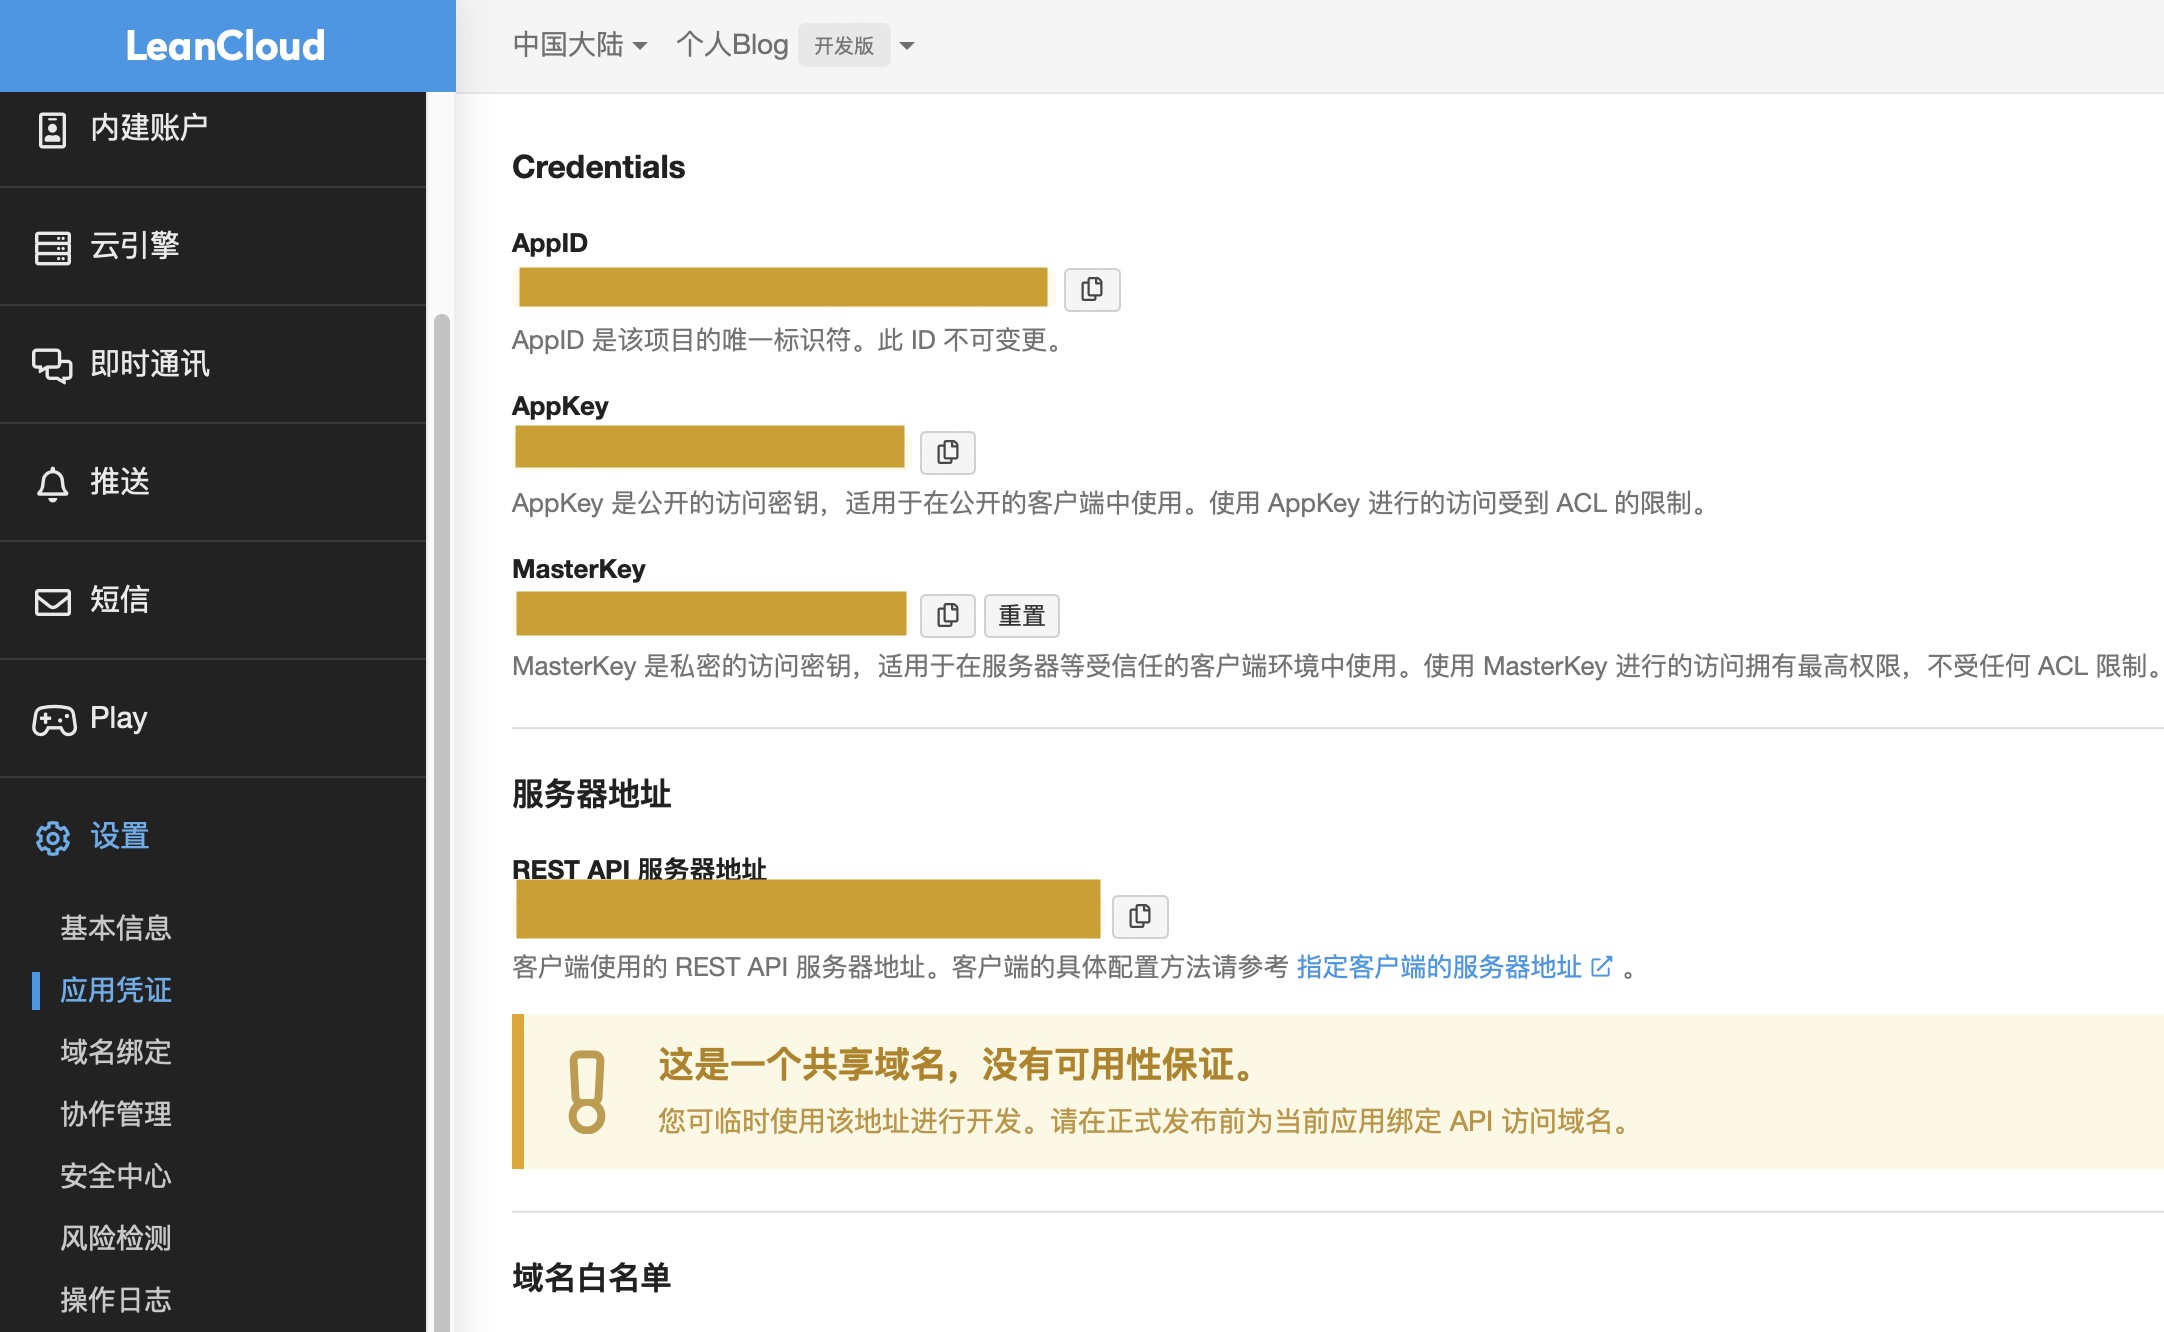 LeanCloud
中国大陆 个人Blog 开发版
内建账户
云引擎
即时通讯
推送
短信
Play
设置
基本信息
应用凭证
域名绑定
协作管理
安全中心
风险检测
操作日志
Credentials
AppID
AppID 是该项目的唯一标识符。此 ID 不可变更。
AppKey
AppKey 是公开的访问密钥，适用于在公开的客户端中使用。使用 AppKey 进行的访问受到 ACL 的限制。
MasterKey
重置
MasterKey 是私密的访问密钥，适用于在服务器等受信任的客户端环境中使用。使用 MasterKey 进行的访问拥有最高权限，不受任何 ACL 限制。
服务器地址
REST API 服务器地址
客户端使用的 REST API 服务器地址。客户端的具体配置方法请参考 指定客户端的服务器地址 。
这是一个共享域名，没有可用性保证。
您可临时使用该地址进行开发。请在正式发布前为当前应用绑定 API 访问域名。
域名白名单